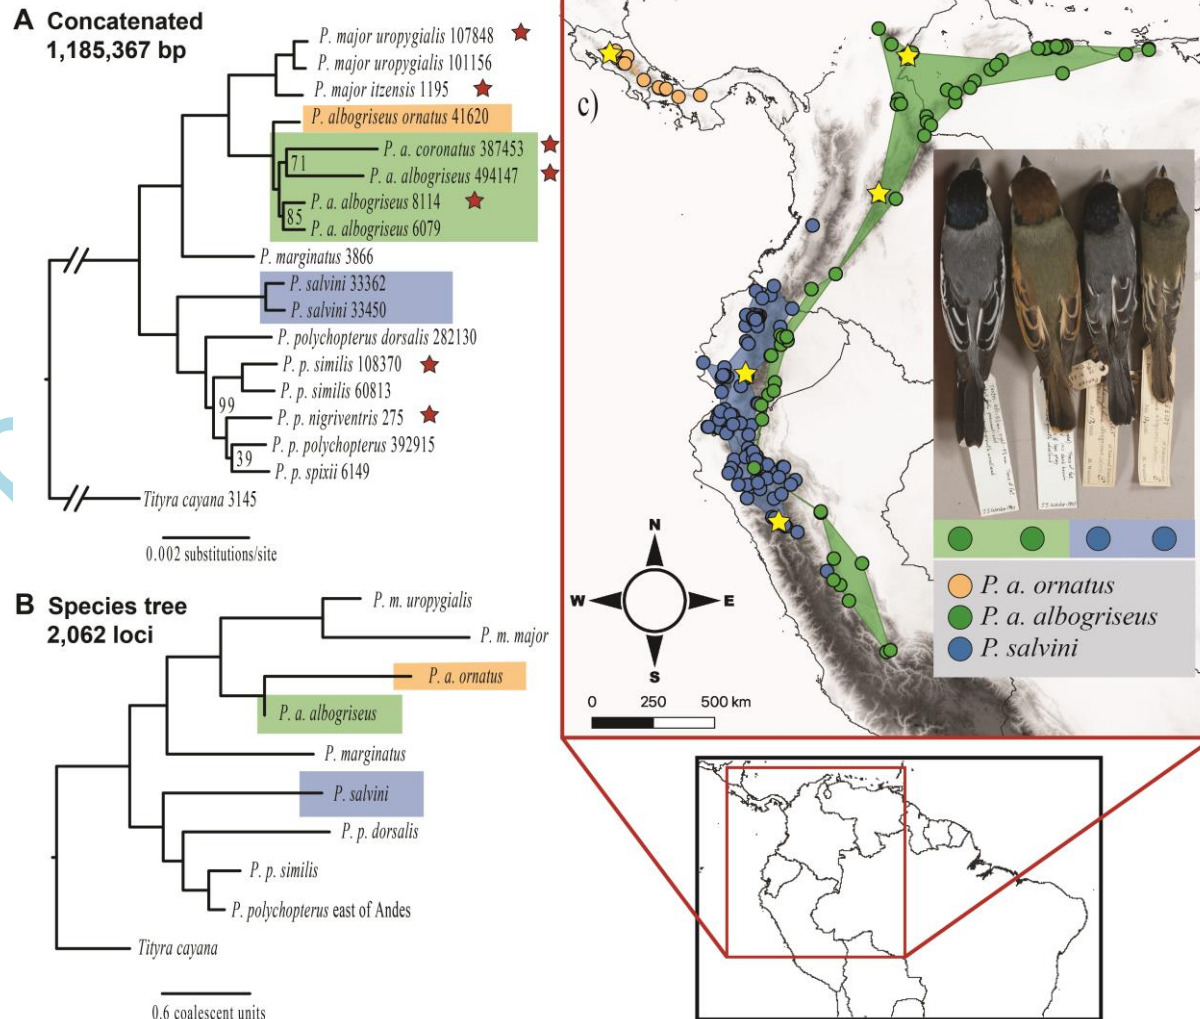 A Concatenated
1,185,367 bp
P. major uropygialis 107848
P. major uropygialis 101156
P. major itzensis 1195
P. albogriseus ornatus 41620
P. a. coronatus 387453
71
P. a. albogriseus 494147
P. a. albogriseus 8114
85
P. a. albogriseus 6079
P. marginatus 3866
P. salvini 33362
P. salvini 33450
P. polychopterus dorsalis 282130
P. p. similis 108370
P. p. similis 60813
99
P. p. nigriventris 275
P. p. polychopterus 392915
39
P. p. spixii 6149
Tityra cayana 3145
0.002 substitutions/site
B Species tree
2,062 loci
P. m. uropygialis
P. m. major
P. a. ornatus
P. a. albogriseus
P. marginatus
P. salvini
P. p. dorsalis
P. p. similis
P. polychopterus east of Andes
Tityra cayana
0.6 coalescent units
c)
N
W
E
S
0 250 500 km
P. a. ornatus
P. a. albogriseus
P. salvini